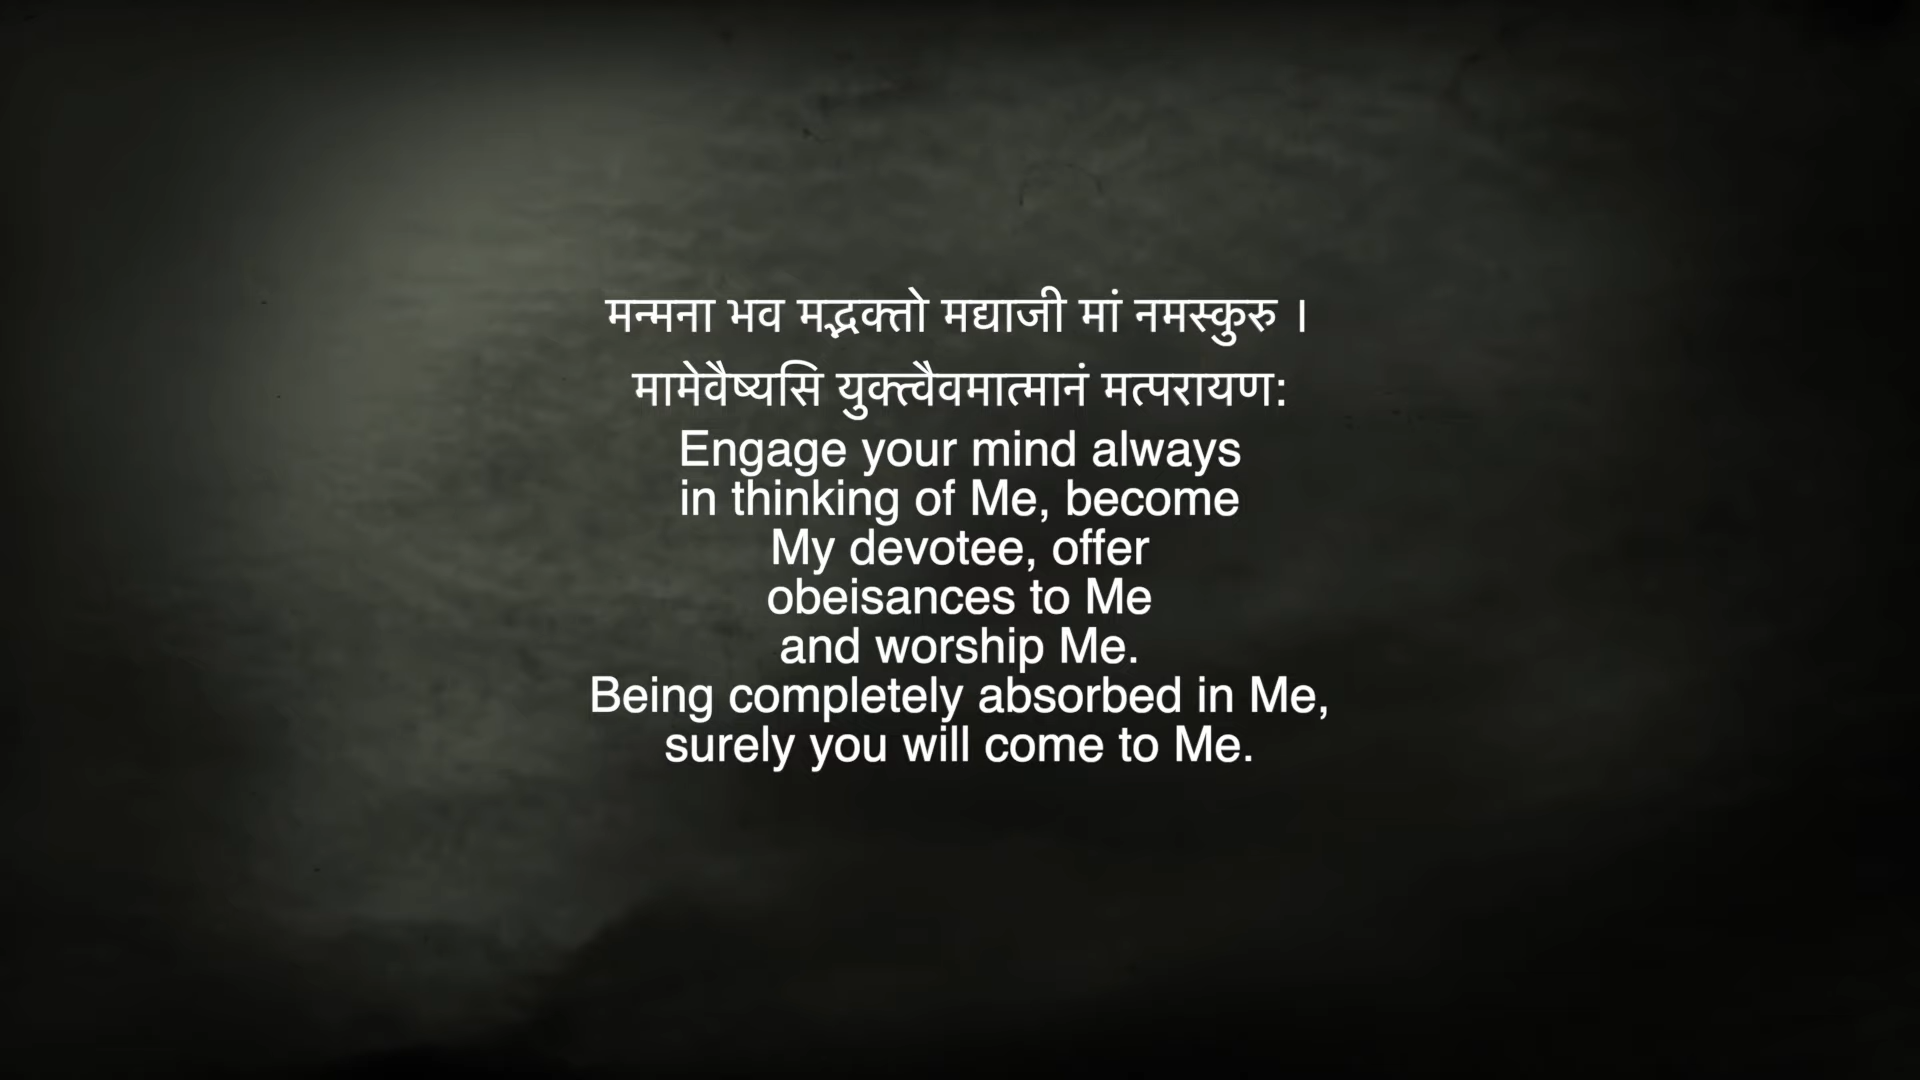 मन्मना भव मद्भक्तो मद्याजी मां नमस्कुरु ।
मामेवैष्यसि युक्त्वैवमात्मानं मत्परायण:
Engage your mind always
in thinking of Me, become
My devotee, offer
obeisances to Me
and worship Me.
Being completely absorbed in Me,
surely you will come to Me.